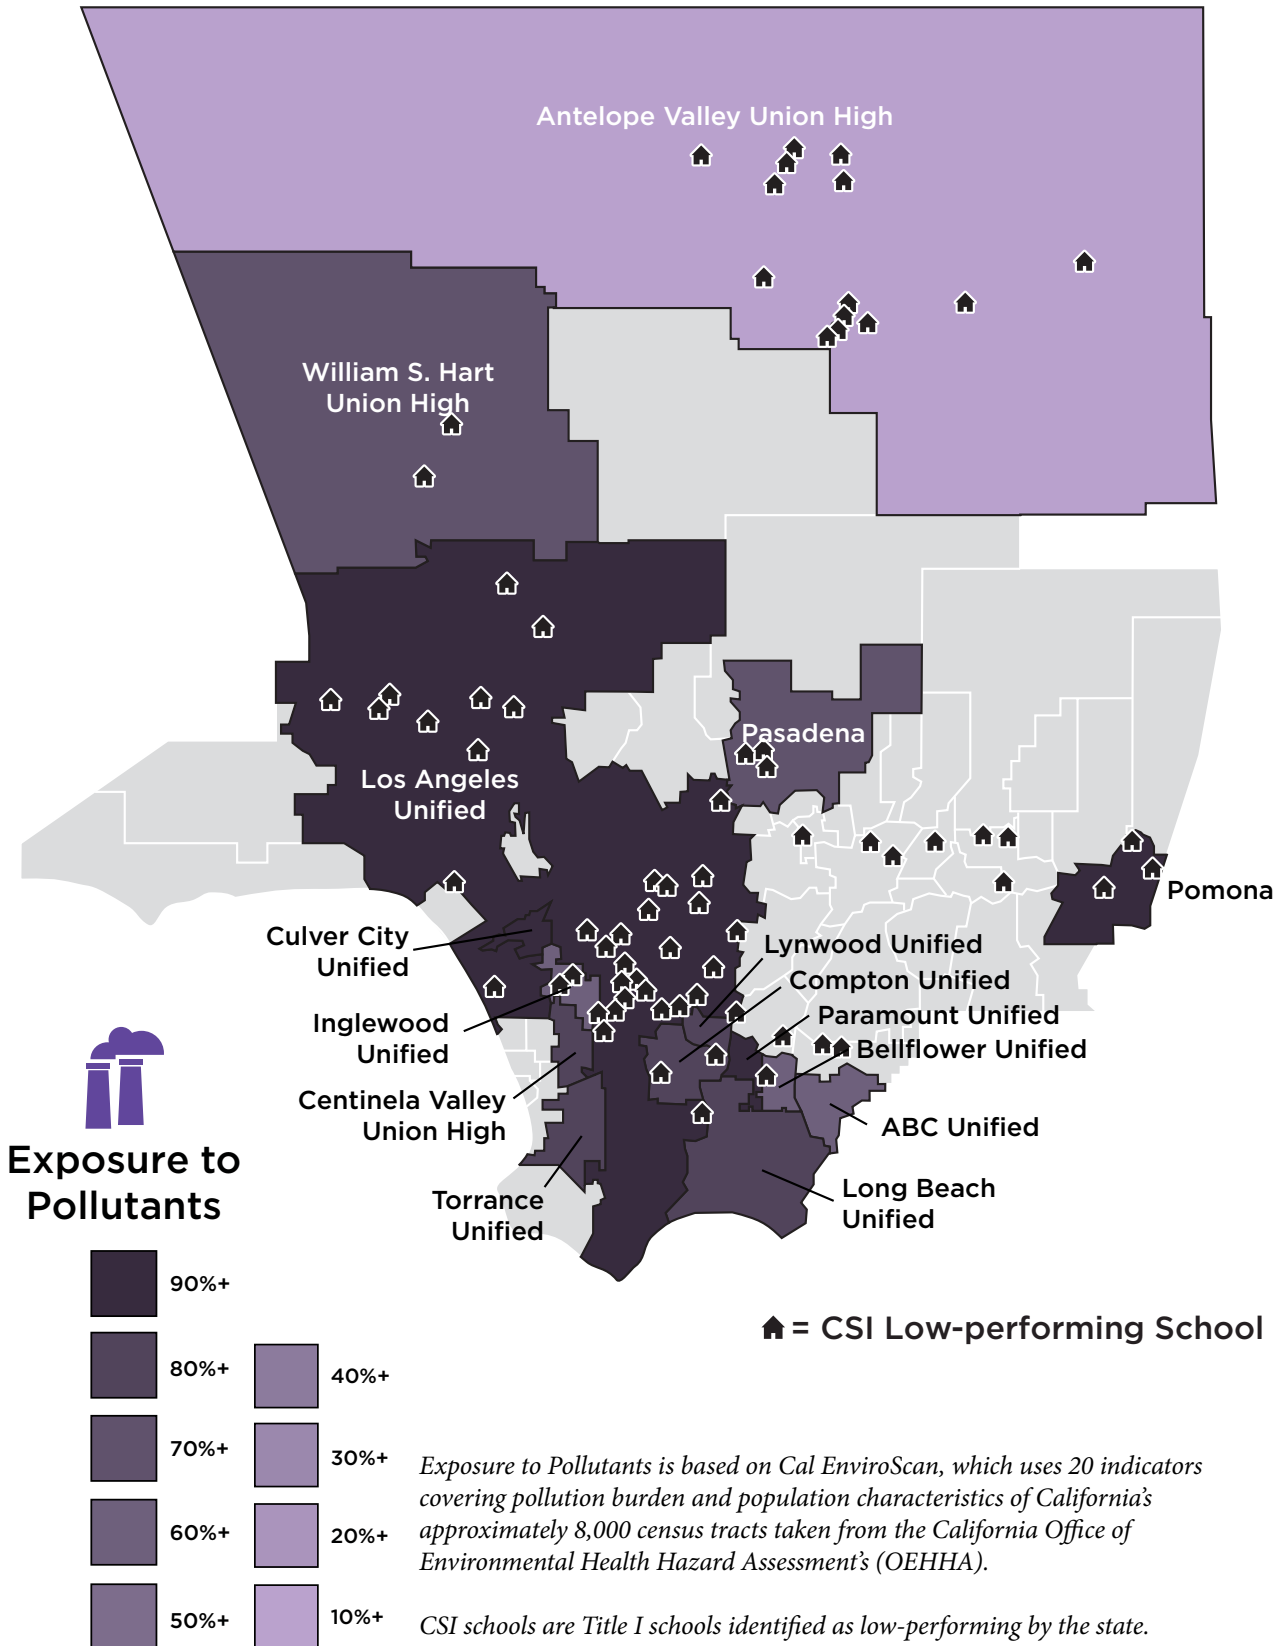 Antelope Valley Union High
William S. Hart
Union High
Pasadena
Los Angeles
Unified
Pomona
Culver City
Unified
Lynwood Unified
Compton Unified
Inglewood
Unified
Paramount Unified
Bellflower Unified
Centinela Valley
Union High
ABC Unified
Torrance
Unified
Long Beach
Unified
Exposure to
Pollutants
90%+
80%+
70%+
60%+
50%+
40%+
30%+
20%+
10%+
= CSI Low-performing School
Exposure to Pollutants is based on Cal EnviroScan, which uses 20 indicators
covering pollution burden and population characteristics of California's
approximately 8,000 census tracts taken from the California Office of
Environmental Health Hazard Assessment's (OEHHA).
CSI schools are Title I schools identified as low-performing by the state.